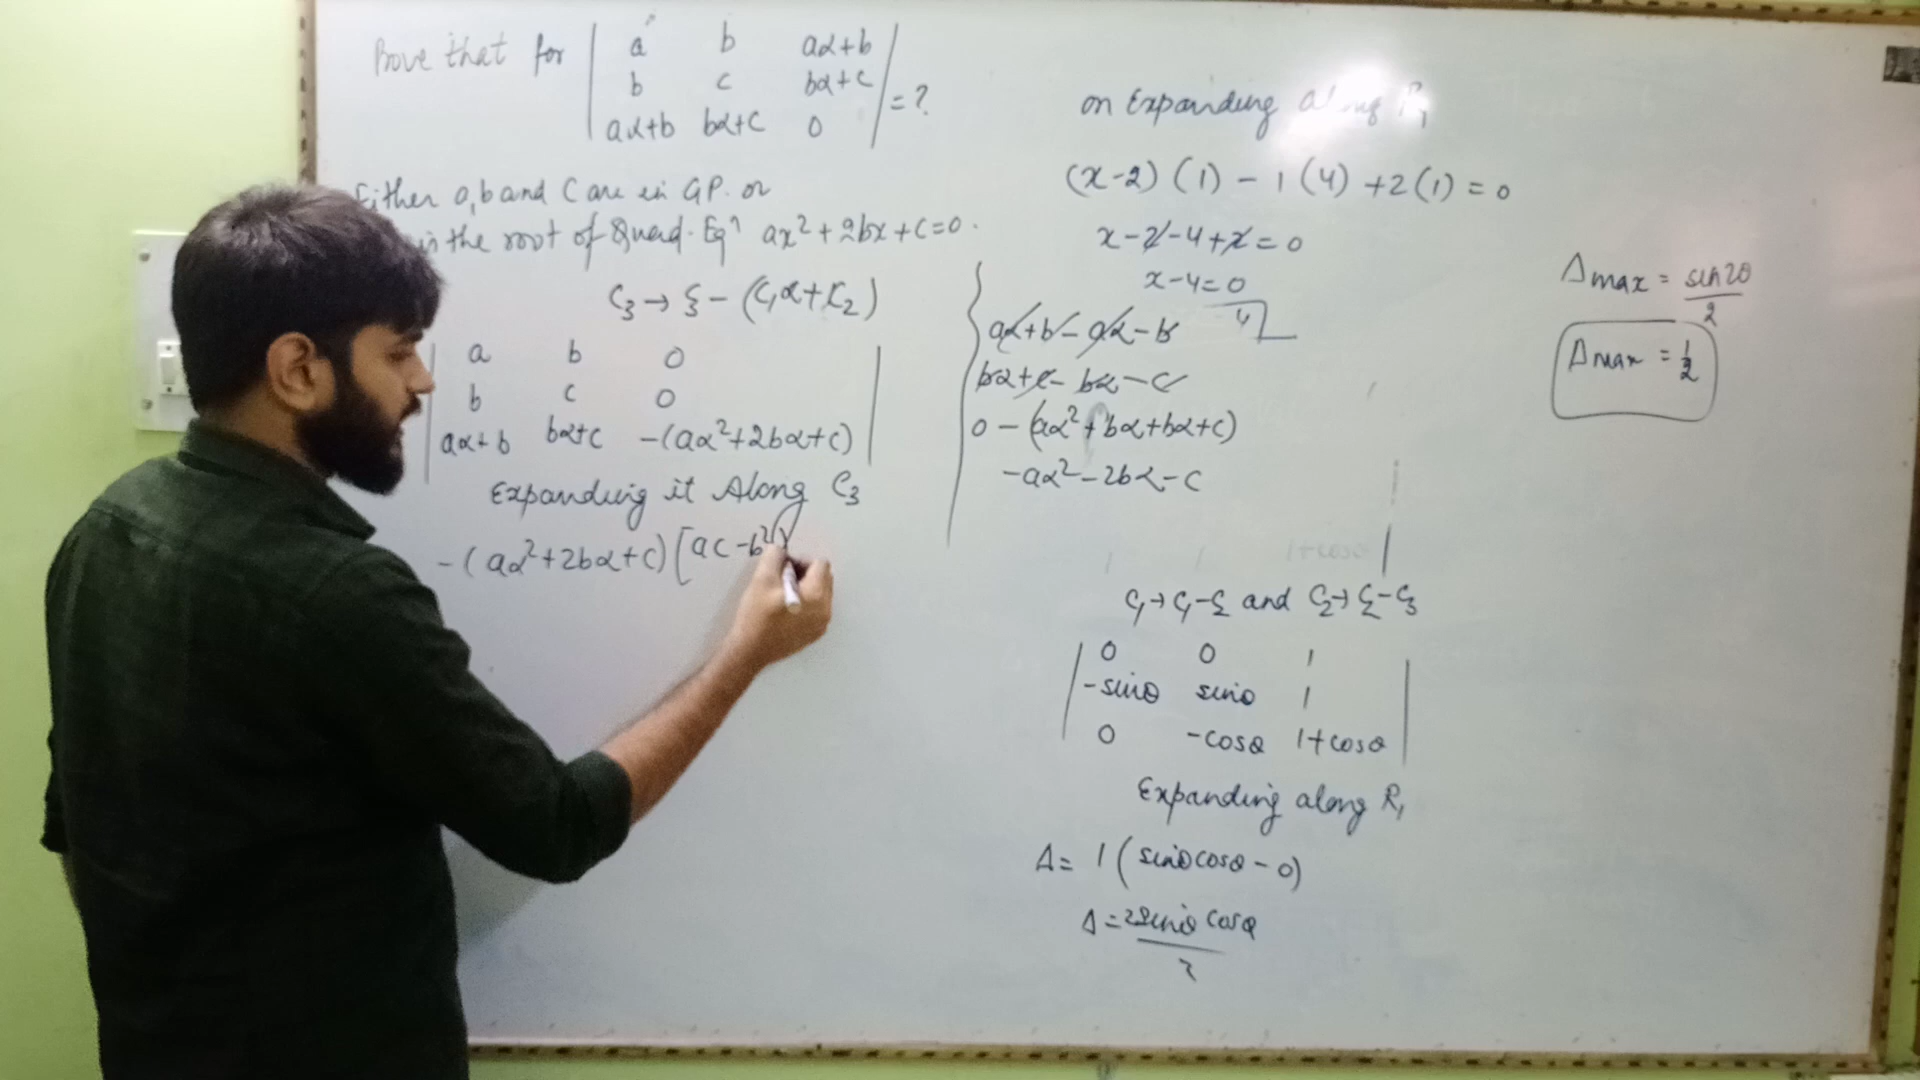 Prove that for | a b aα+b |
| b c bα+c | = ?
| aα+b bα+c 0 |
Either a, b and C are in G.P. or
is the root of Quad. Eqn ax² + 2bx + c = 0.
C₃ → C₃ - (C₁α + C₂)
| a b 0 |
| b c 0 |
| aα+b bα+c -(aα²+2bα+c) |
Expanding it Along C₃
-(aα²+2bα+c) [ac-b²]
aα+b - aα - b
bα+c - bα - c
0 - (aα²+bα+bα+c)
-aα² - 2bα - c
on Expanding along R₁
(x-2) (1) - 1 (4) + 2 (1) = 0
x - 2 - 4 + 2 = 0
x - 4 = 0
4
1+cosθ |
C₁ → C₁-C₂ and C₂ → C₂-C₃
| 0 0 1 |
| -sinθ sinθ 1 |
| 0 -cosθ 1+cosθ |
Expanding along R₁
Δ = 1 (sinθcosθ - 0)
Δ = 2sinθ cosθ
2
Δmax = sin2θ
2
Δmax = 1/2